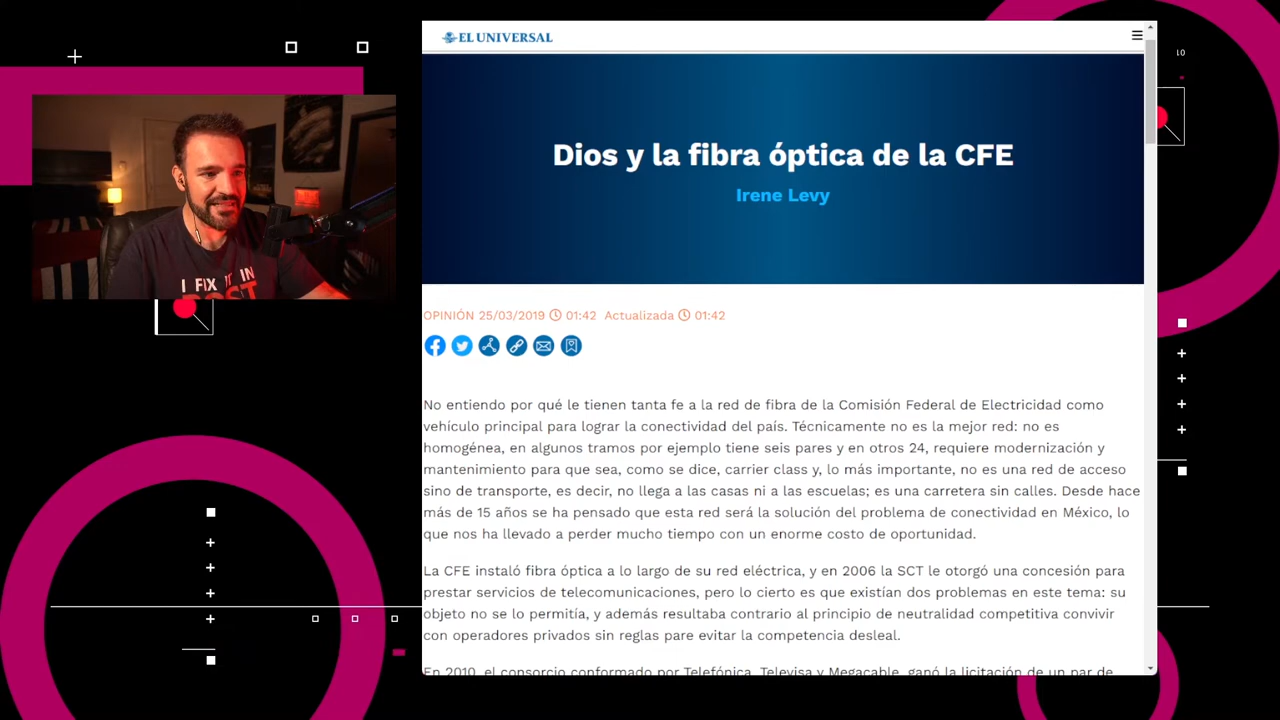 EL UNIVERSAL
10
Dios y la fibra óptica de la CFE
Irene Levy
OPINIÓN 25/03/2019 01:42 Actualizada 01:42
No entiendo por qué le tienen tanta fe a la red de fibra de la Comisión Federal de Electricidad como
vehículo principal para lograr la conectividad del país. Técnicamente no es la mejor red: no es
homogénea, en algunos tramos por ejemplo tiene seis pares y en otros 24, requiere modernización y
mantenimiento para que sea, como se dice, carrier class y, lo más importante, no es una red de acceso
sino de transporte, es decir, no llega a las casas ni a las escuelas; es una carretera sin calles. Desde hace
más de 15 años se ha pensado que esta red será la solución del problema de conectividad en México, lo
que nos ha llevado a perder mucho tiempo con un enorme costo de oportunidad.
La CFE instaló fibra óptica a lo largo de su red eléctrica, y en 2006 la SCT le otorgó una concesión para
prestar servicios de telecomunicaciones, pero lo cierto es que existían dos problemas en este tema: su
objeto no se lo permitía, y además resultaba contrario al principio de neutralidad competitiva convivir
con operadores privados sin reglas pare evitar la competencia desleal.
En 2010, el consorcio conformado por Telefónica, Televisa y Megacable, ganó la licitación de un par de
I FIX IT IN
POST